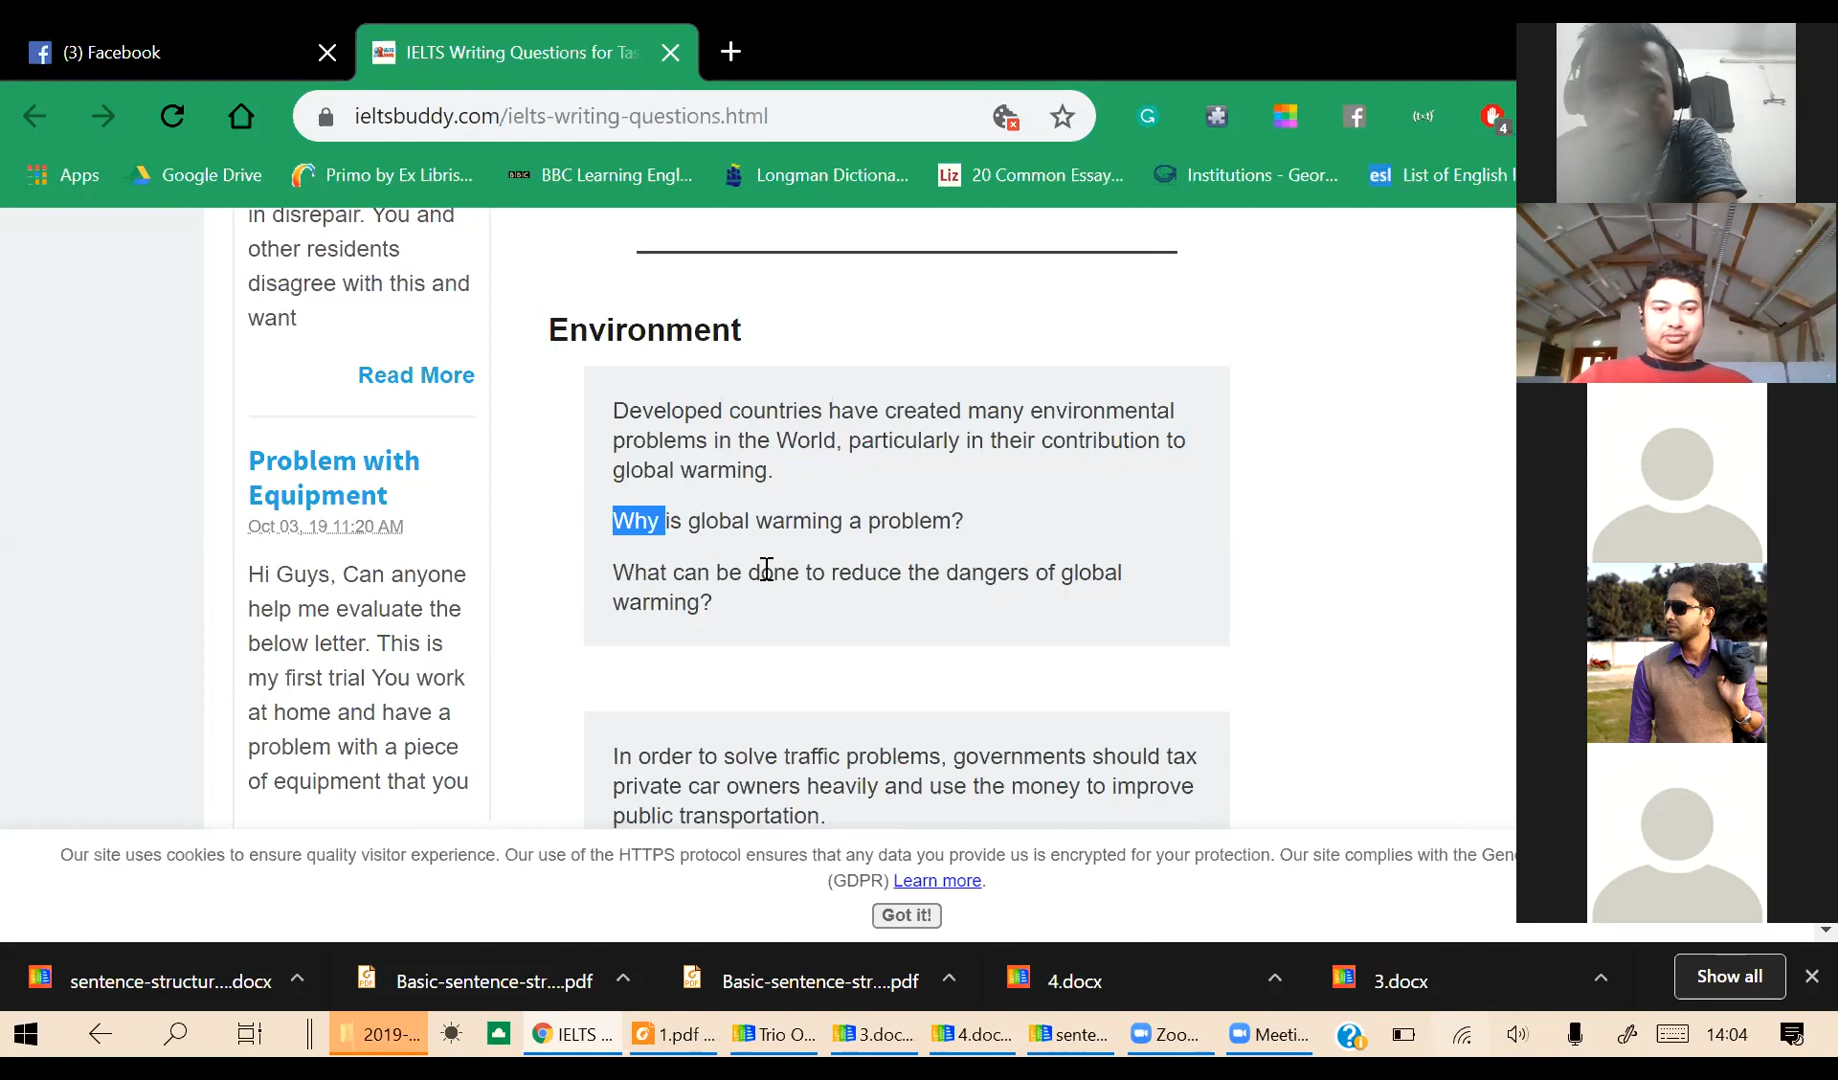 (3) Facebook
IELTS Writing Questions for Tas
ieltsbuddy.com/ielts-writing-questions.html
4
Apps
Google Drive
Primo by Ex Libris...
BBC Learning Engl...
Longman Dictiona...
Liz
20 Common Essay...
Institutions - Geor...
esl
List of English
in disrepair. You and
other residents
disagree with this and
want
Read More
Problem with
Equipment
Oct 03, 19 11:20 AM
Hi Guys, Can anyone
help me evaluate the
below letter. This is
my first trial You work
at home and have a
problem with a piece
of equipment that you
Environment
Developed countries have created many environmental
problems in the World, particularly in their contribution to
global warming.
Why is global warming a problem?
What can be done to reduce the dangers of global
warming?
In order to solve traffic problems, governments should tax
private car owners heavily and use the money to improve
public transportation.
Our site uses cookies to ensure quality visitor experience. Our use of the HTTPS protocol ensures that any data you provide us is encrypted for your protection. Our site complies with the Gen
(GDPR) Learn more.
Got it!
sentence-structur....docx
Basic-sentence-str....pdf
Basic-sentence-str....pdf
4.docx
3.docx
Show all
2019-...
IELTS ...
1.pdf ...
Trio O...
3.doc...
4.doc...
sente...
Zoo...
Meeti...
14:04